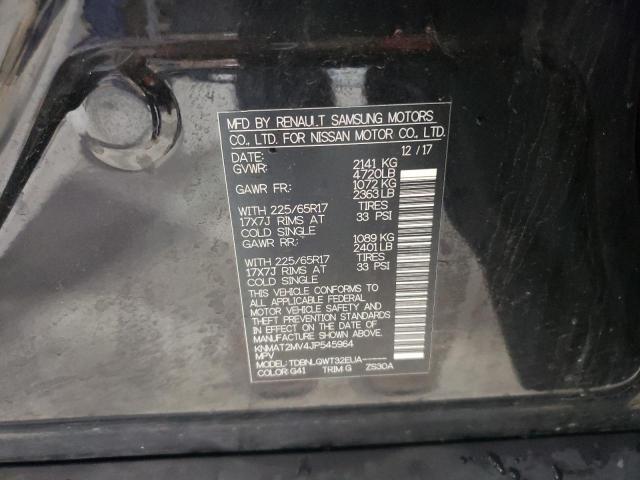 MFD BY RENAULT SAMSUNG MOTORS
CO., LTD. FOR NISSAN MOTOR CO., LTD.
DATE: 12/17
GVWR: 2141 KG
4720LB
GAWR FR: 1072 KG
2363LB
WITH 225/65R17 TIRES
17X7J RIMS AT 33 PSI
COLD SINGLE
GAWR RR: 1089 KG
2401LB
WITH 225/65R17 TIRES
17X7J RIMS AT 33 PSI
COLD SINGLE
THIS VEHICLE CONFORMS TO
ALL APPLICABLE FEDERAL
MOTOR VEHICLE SAFETY AND
THEFT PREVENTION STANDARDS
IN EFFECT ON THE DATE OF
MANUFACTURE SHOWN ABOVE.
KNMAT2MV4JP545964
MPV
MODEL: TDBNLQWT32EUA-----
COLOR: G41 TRIM G ZS30A